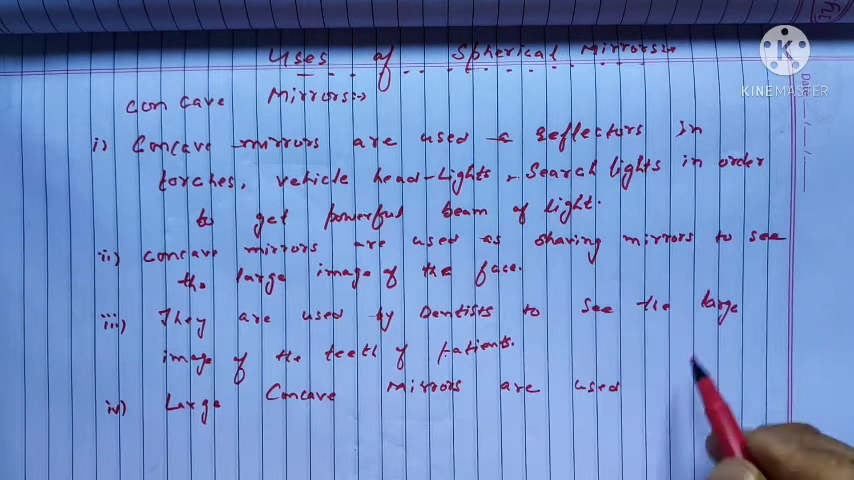 Uses of Spherical Mirrors:-
KINEMASTER
Concave Mirrors:-
i) Concave mirrors are used a reflectors in
torches, vehicle head-lights, Search lights in order
to get powerful beam of light.
ii) Concave mirrors are used as shaving mirrors to see
the large image of the face.
iii) They are used by Dentists to see the large
image of the teeth of patients.
iv) Large Concave Mirrors are used
Date